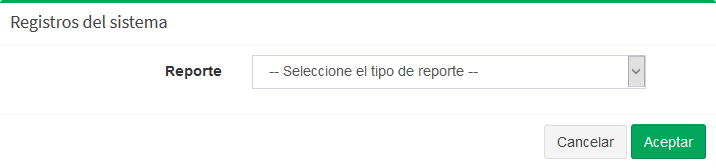 Registros del sistema
Reporte
-- Seleccione el tipo de reporte --
Cancelar
Aceptar